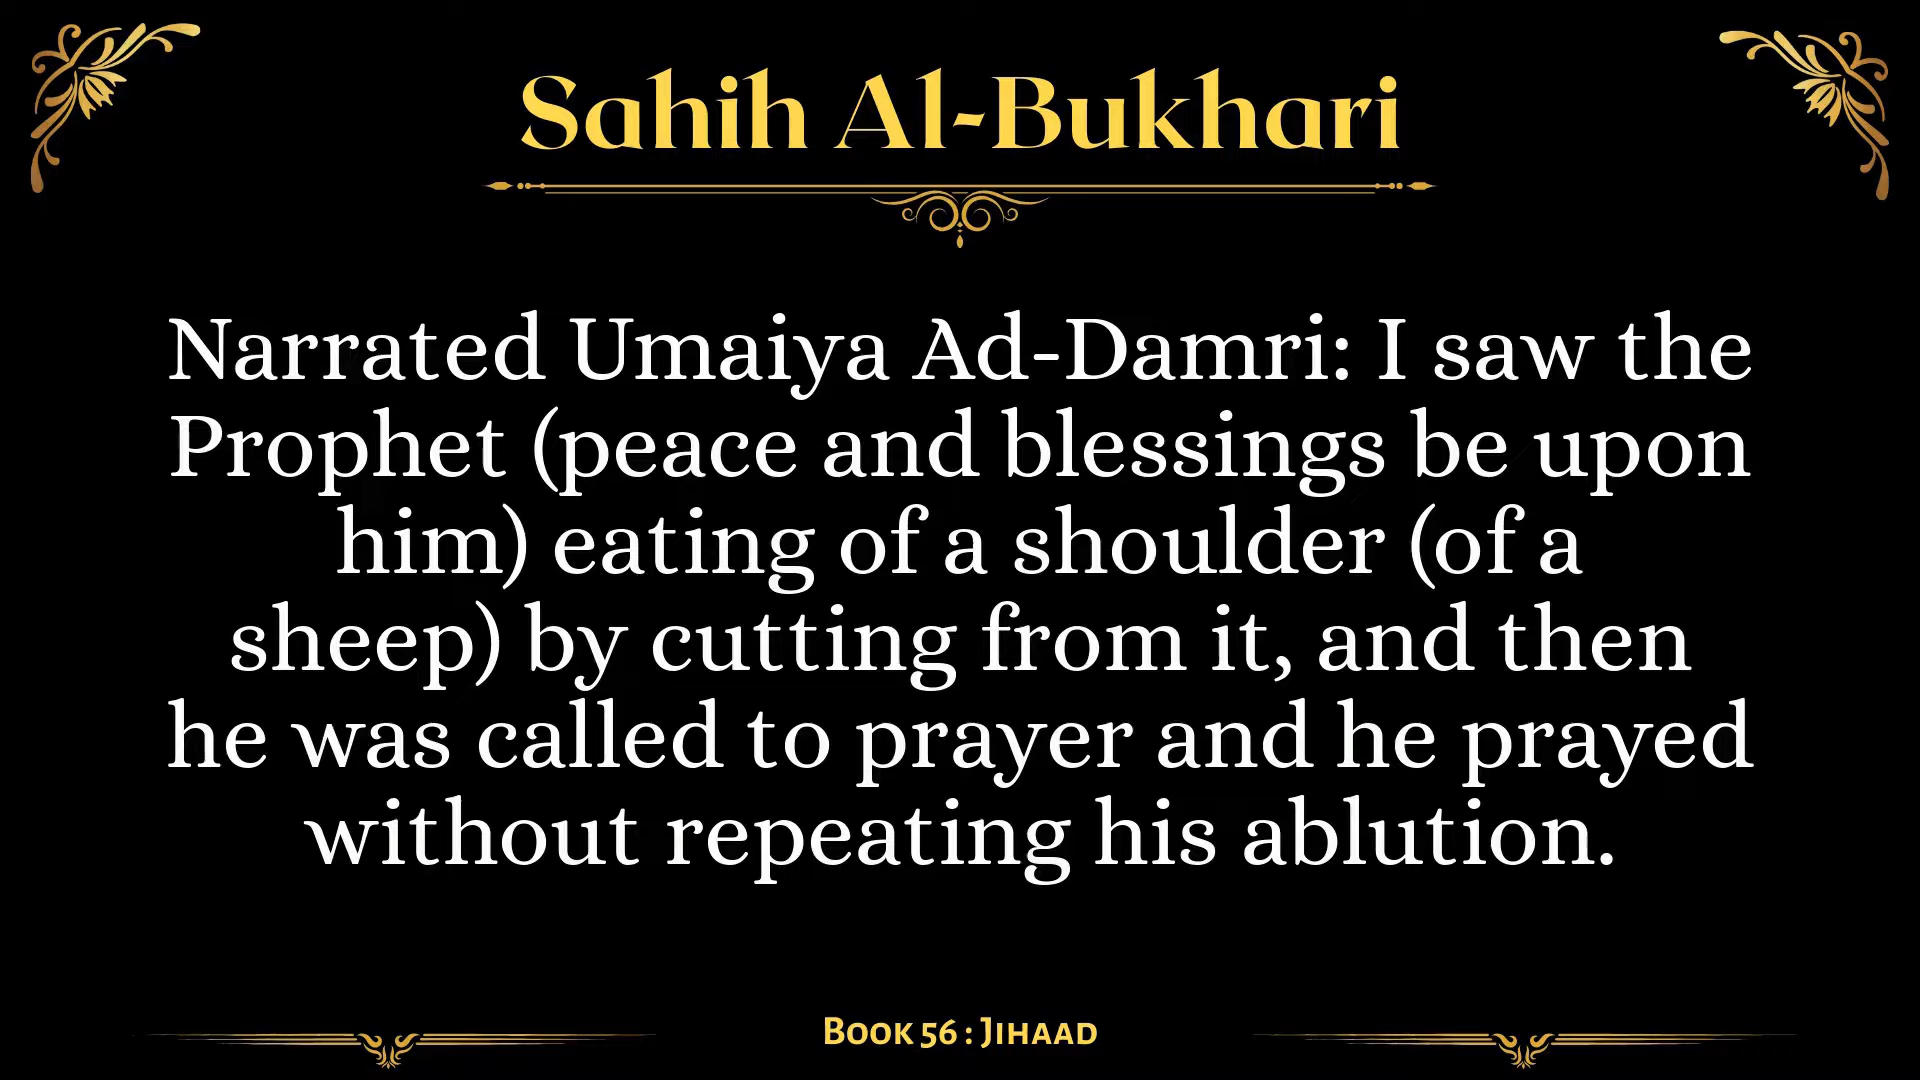 Sahih Al-Bukhari
Narrated Umaiya Ad-Damri: I saw the
Prophet (peace and blessings be upon
him) eating of a shoulder (of a
sheep) by cutting from it, and then
he was called to prayer and he prayed
without repeating his ablution.
Book 56 : Jihaad